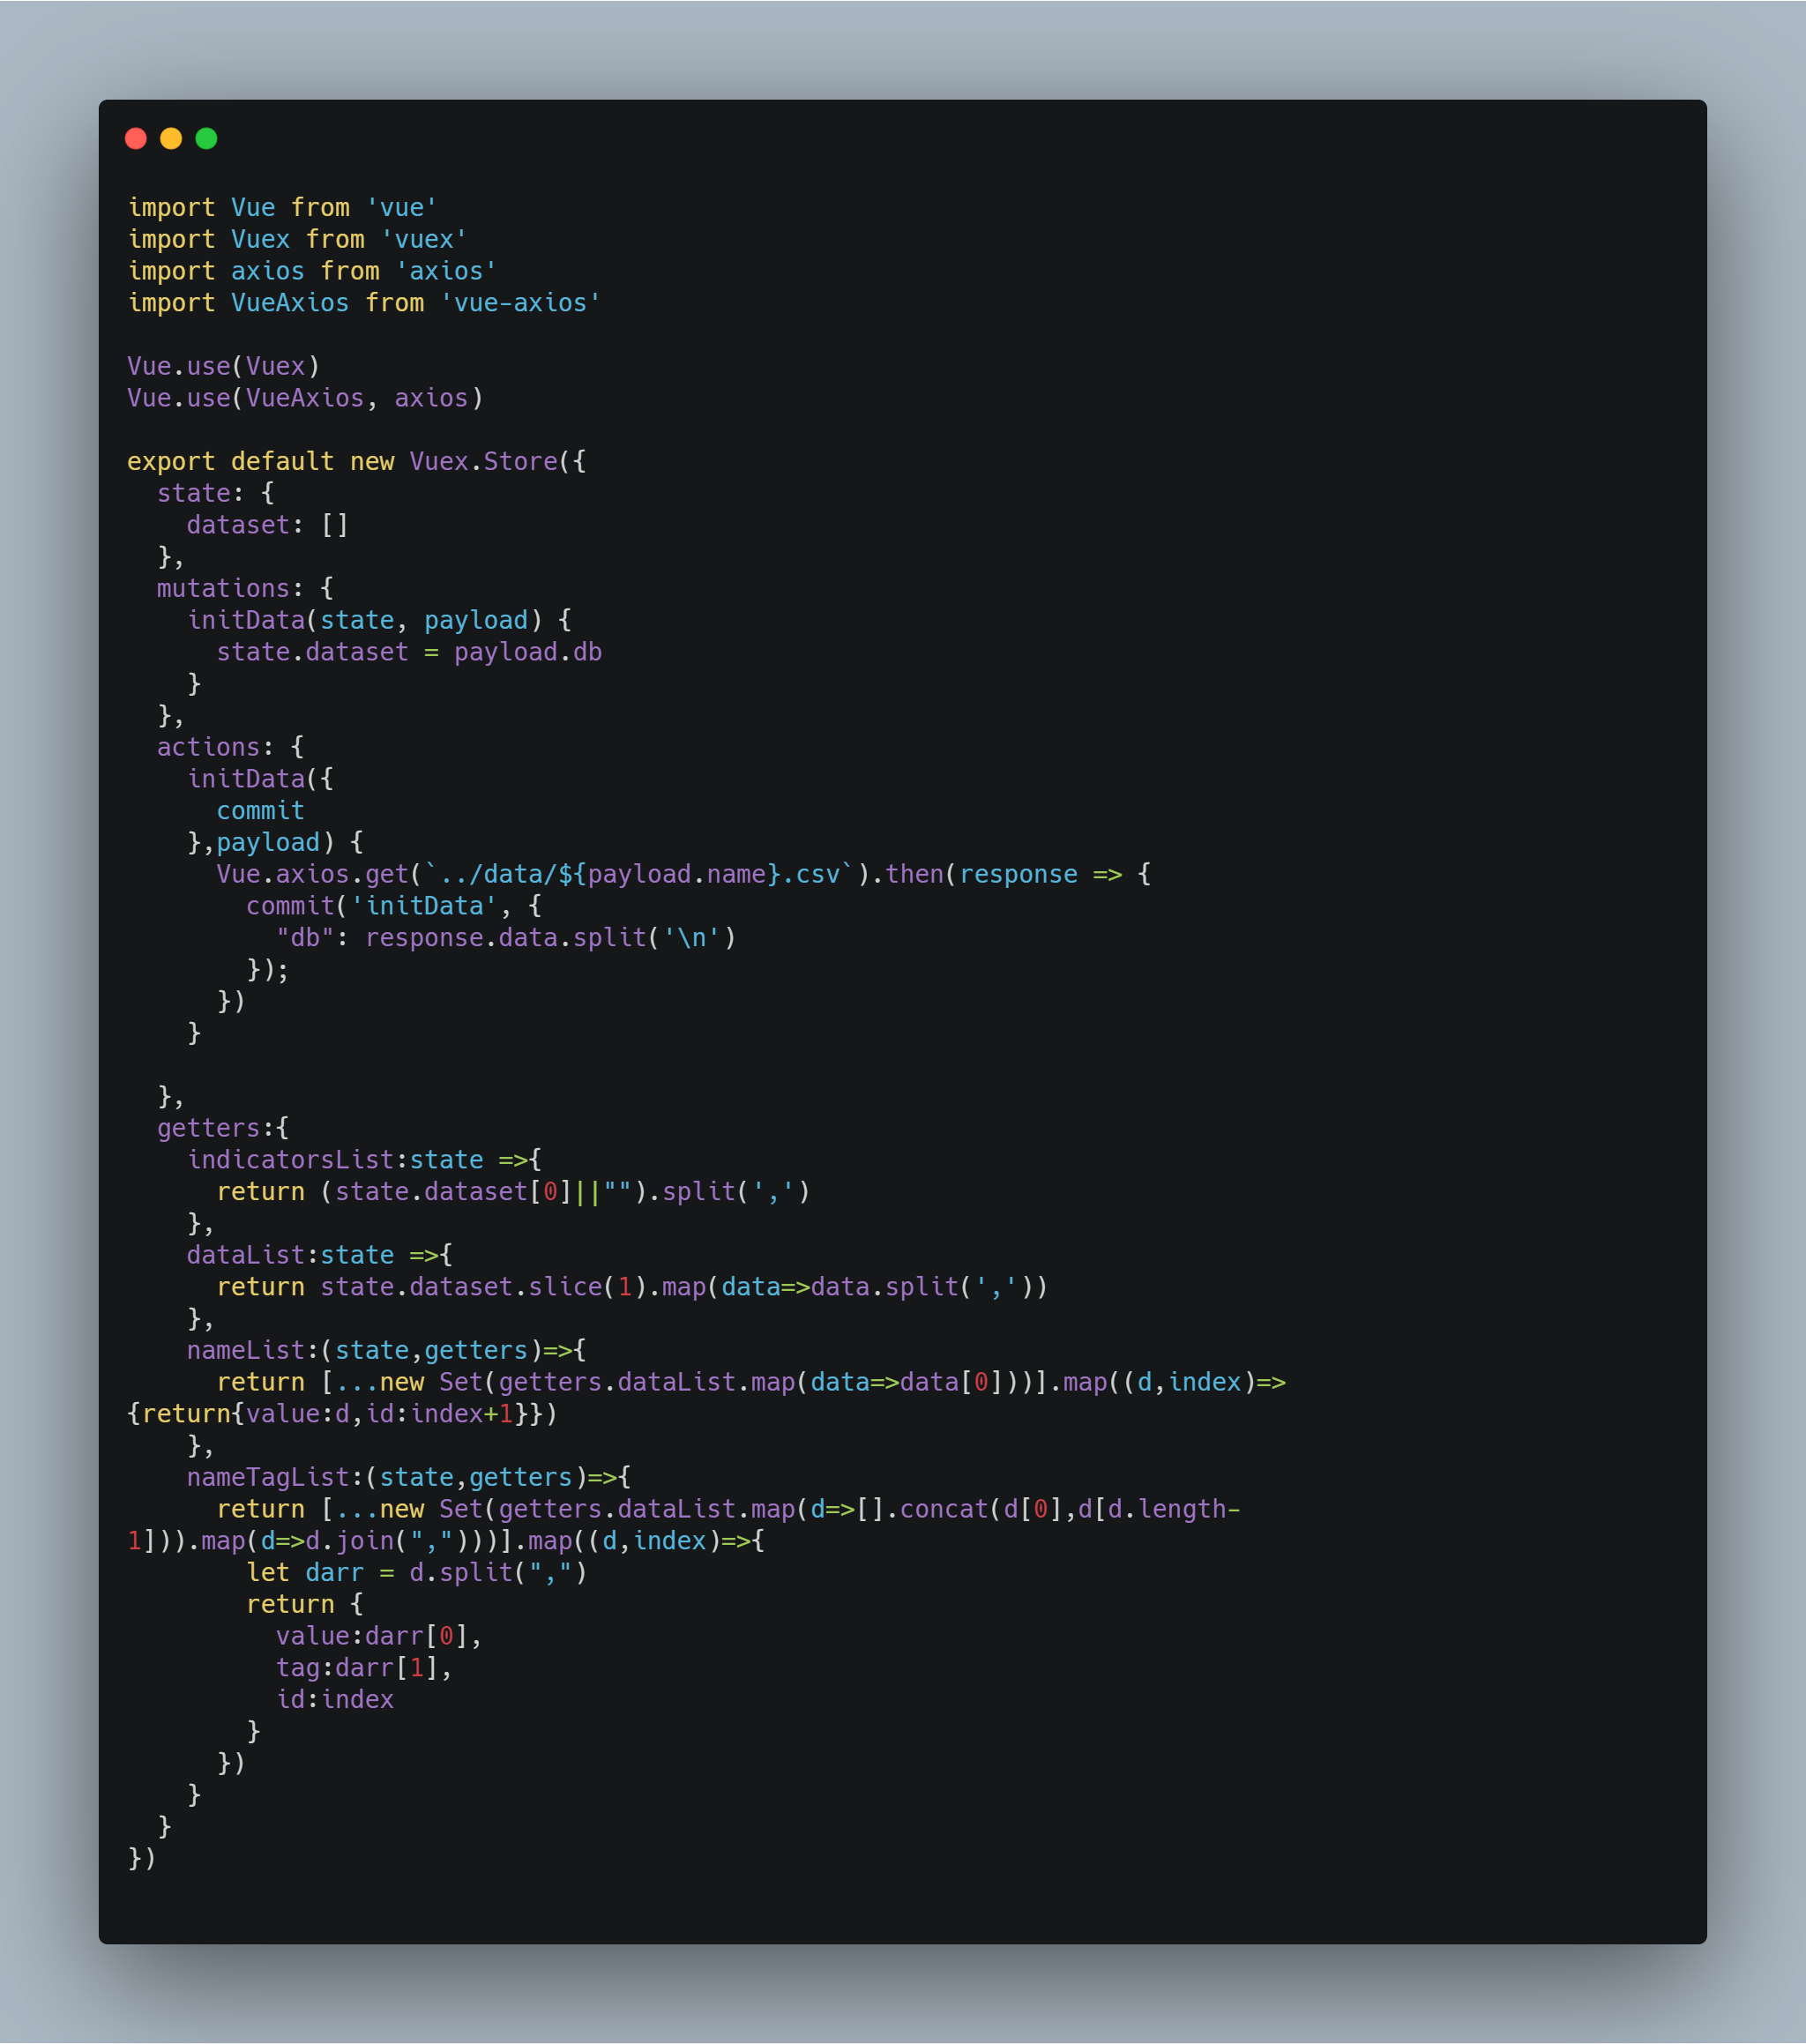 import Vue from 'vue'
import Vuex from 'vuex'
import axios from 'axios'
import VueAxios from 'vue-axios'

Vue.use(Vuex)
Vue.use(VueAxios, axios)

export default new Vuex.Store({
  state: {
    dataset: []
  },
  mutations: {
    initData(state, payload) {
      state.dataset = payload.db
    }
  },
  actions: {
    initData({
      commit
    },payload) {
      Vue.axios.get(`../data/${payload.name}.csv`).then(response => {
        commit('initData', {
          "db": response.data.split('\n')
        });
      })
    }

  },
  getters:{
    indicatorsList:state =>{
      return (state.dataset[0]||"").split(',')
    },
    dataList:state =>{
      return state.dataset.slice(1).map(data=>data.split(','))
    },
    nameList:(state,getters)=>{
      return [...new Set(getters.dataList.map(data=>data[0]))].map((d,index)=>
{return{value:d,id:index+1}})
    },
    nameTagList:(state,getters)=>{
      return [...new Set(getters.dataList.map(d=>[].concat(d[0],d[d.length-
1])).map(d=>d.join(",")))].map((d,index)=>{
        let darr = d.split(",")
        return {
          value:darr[0],
          tag:darr[1],
          id:index
        }
      })
    }
  }
})